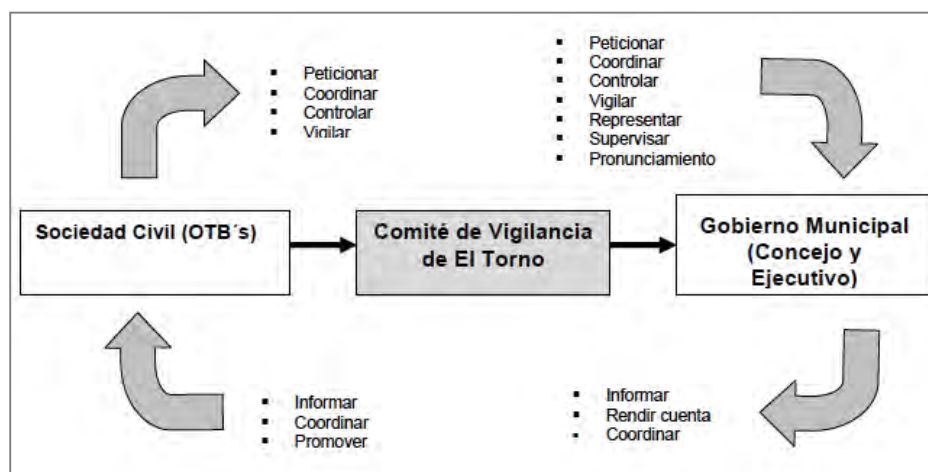 Peticionar
Coordinar
Controlar
Vigilar
Peticionar
Coordinar
Controlar
Vigilar
Representar
Supervisar
Pronunciamiento
Sociedad Civil (OTB´s)
Comité de Vigilancia
de El Torno
Gobierno Municipal
(Concejo y
Ejecutivo)
Informar
Coordinar
Promover
Informar
Rendir cuenta
Coordinar